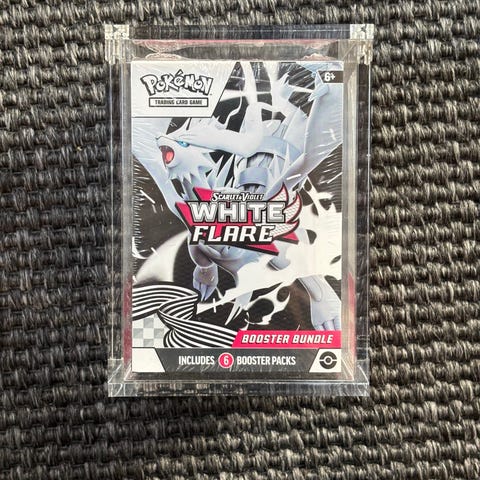 POKÉMON
TRADING CARD GAME
6+
SCARLET & VIOLET
WHITE
FLARE
BOOSTER BUNDLE
INCLUDES 6 BOOSTER PACKS